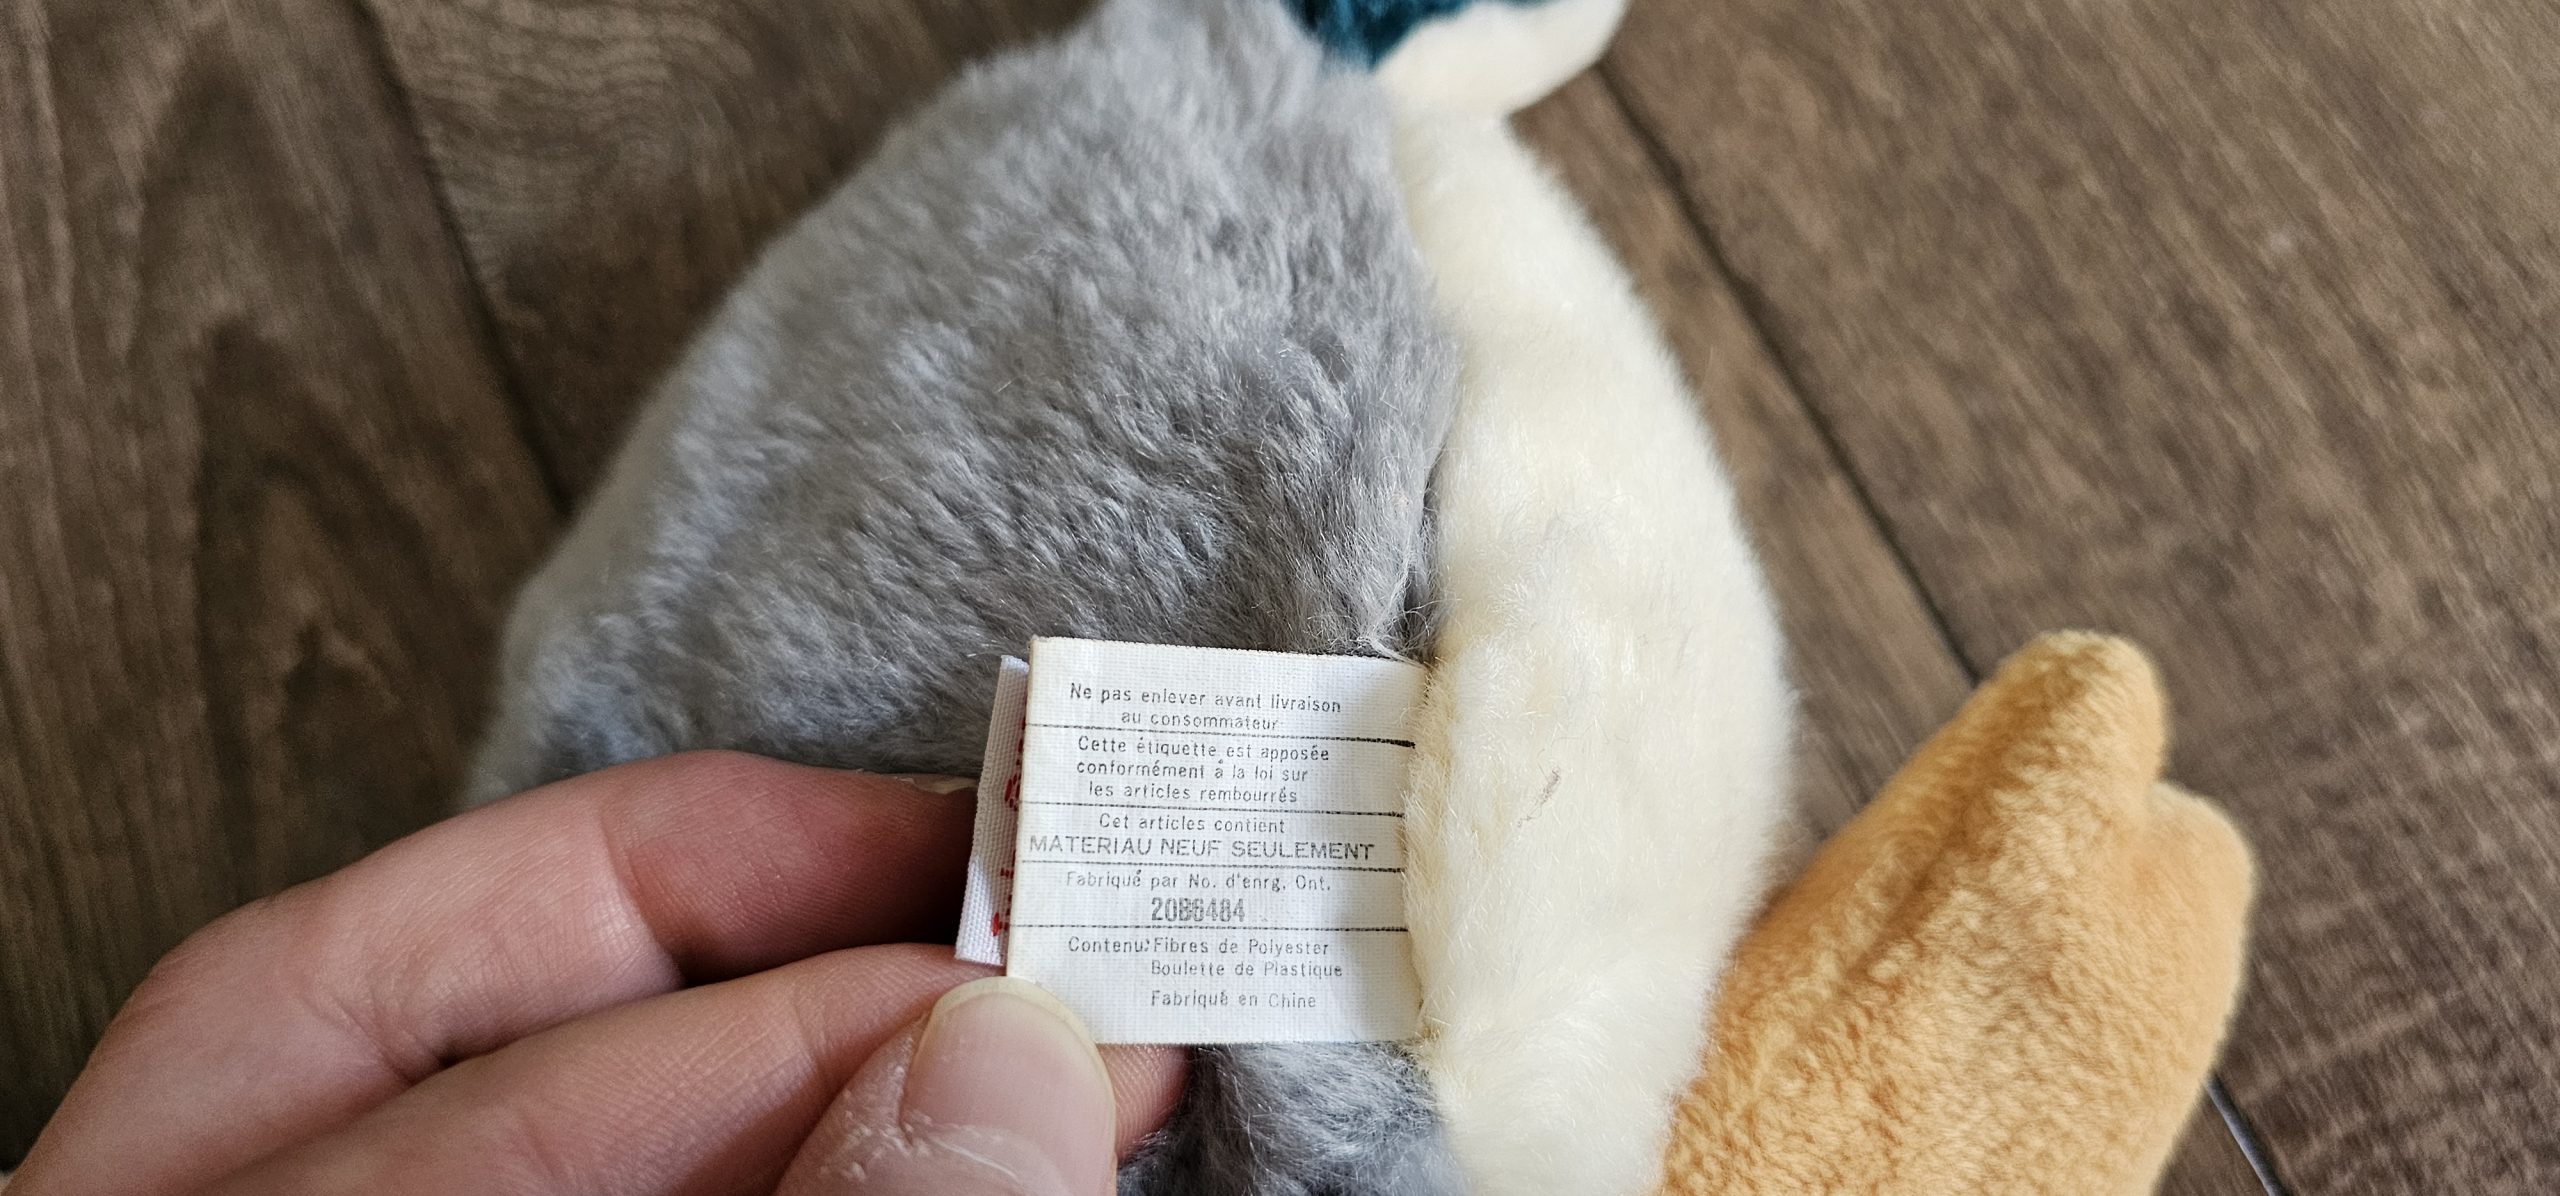 Ne pas enlever avant livraison
au consommateur
Cette étiquette est apposée
conformément à la loi sur
les articles rembourrés
Cet articles contient
MATERIAU NEUF SEULEMENT
Fabriqué par No. d'enrg. Ont.
20B6484
Contenu: Fibres de Polyester
Boulette de Plastique
Fabriqué en Chine